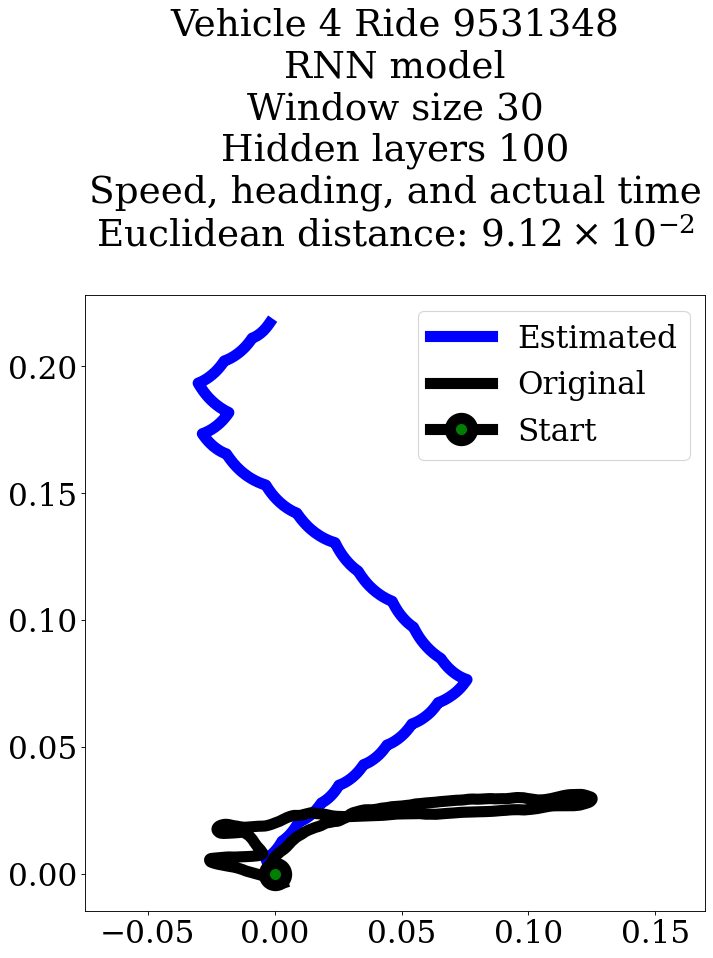 Vehicle 4 Ride 9531348
RNN model
Window size 30
Hidden layers 100
Speed, heading, and actual time
Euclidean distance: 9.12 × 10⁻²
Estimated
Original
Start
0.20
0.15
0.10
0.05
0.00
−0.05 0.00 0.05 0.10 0.15